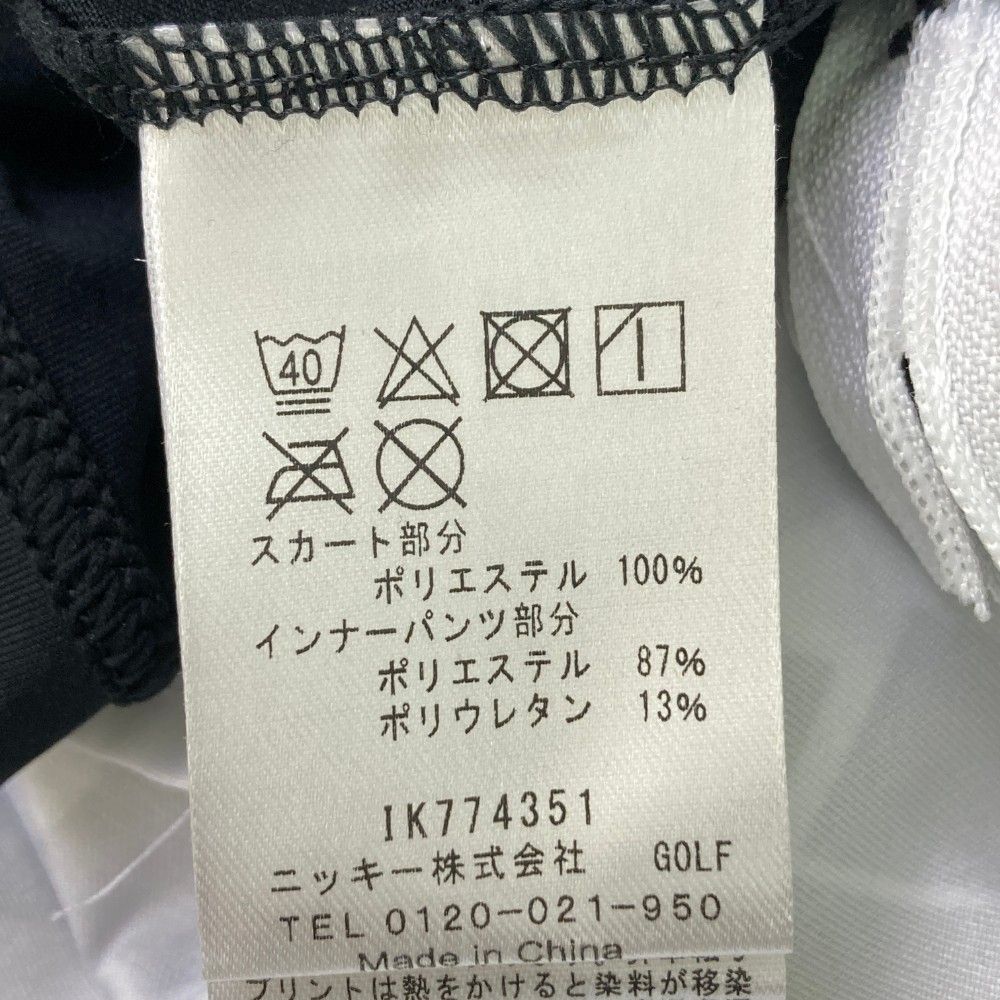 40
スカート部分
ポリエステル 100%
インナーパンツ部分
ポリエステル 87%
ポリウレタン 13%
IK774351
ニッキー株式会社 GOLF
TEL 0120-021-950
Made in China
プリントは熱をかけると染料が移染